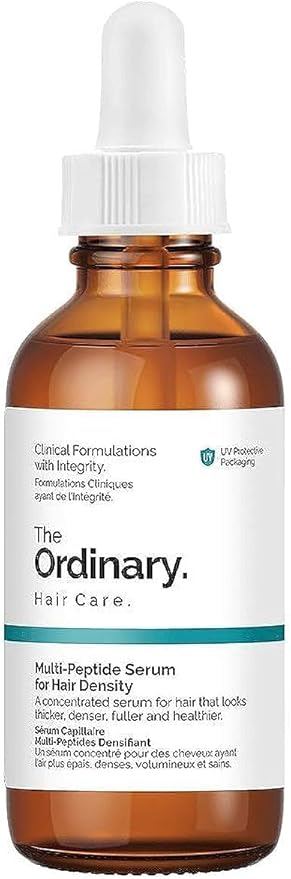 Clinical Formulations
with Integrity.
Formulations Cliniques
ayant de l'Intégrité.
UV
UV Protective
Packaging
The
Ordinary.
Hair Care.
Multi-Peptide Serum
for Hair Density
A concentrated serum for hair that looks
thicker, denser, fuller and healthier.
Sérum Capillaire
Multi-Peptides Densifiant
Un sérum concentré pour des cheveux ayant
l'air plus épais, denses, volumineux et sains.